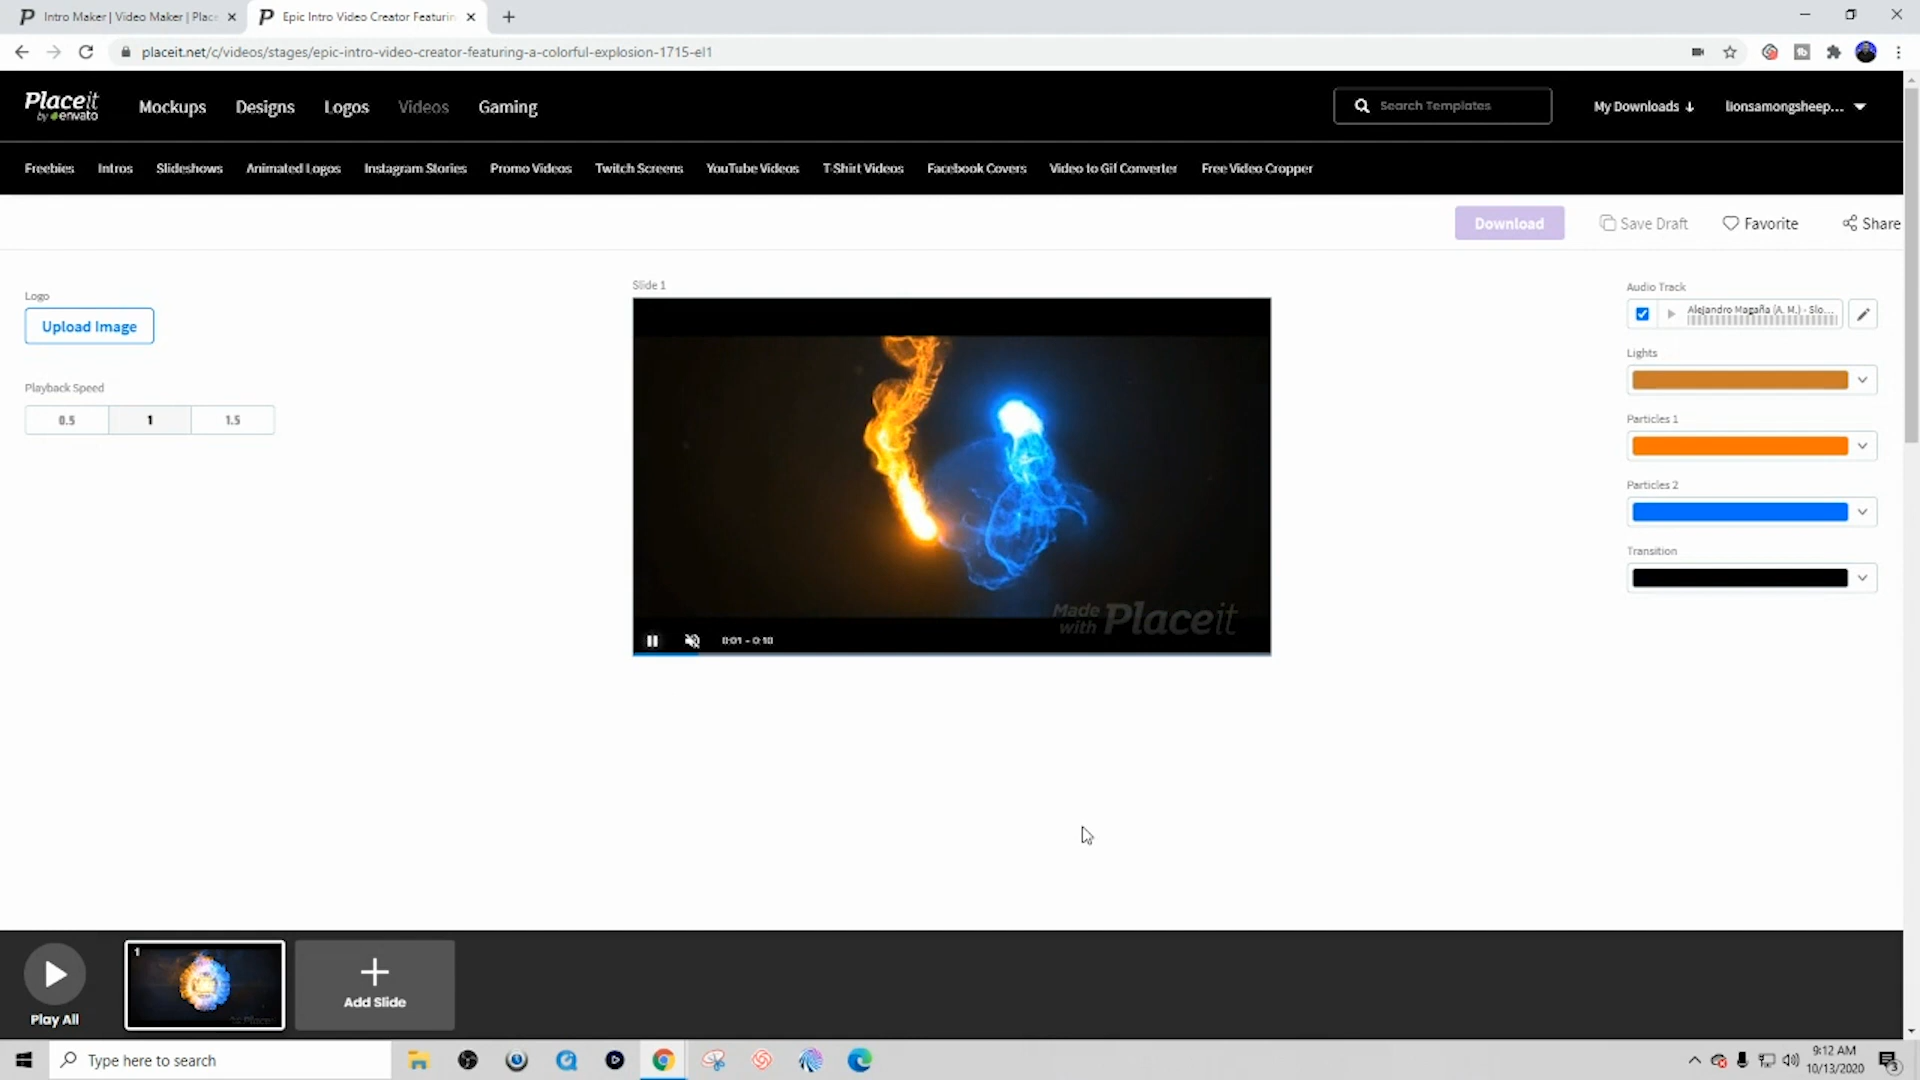 Intro Maker | Video Maker | Place
Epic Intro Video Creator Featurin
placeit.net/c/videos/stages/epic-intro-video-creator-featuring-a-colorful-explosion-1715-el1
Placeit
by envato
Mockups
Designs
Logos
Videos
Gaming
Search Templates
My Downloads
lionsamongsheep...
Freebies
Intros
Slideshows
Animated Logos
Instagram Stories
Promo Videos
Twitch Screens
YouTube Videos
T-Shirt Videos
Facebook Covers
Video to Gif Converter
Free Video Cropper
Download
Save Draft
Favorite
Share
Logo
Upload Image
Playback Speed
0.5
1
1.5
Slide 1
Made
with Placeit
0:01 - 0:10
Audio Track
Alejandro Magaña (A. M.) - Slo...
Lights
Particles 1
Particles 2
Transition
Play All
1
Add Slide
Type here to search
9:12 AM
10/13/2020
3